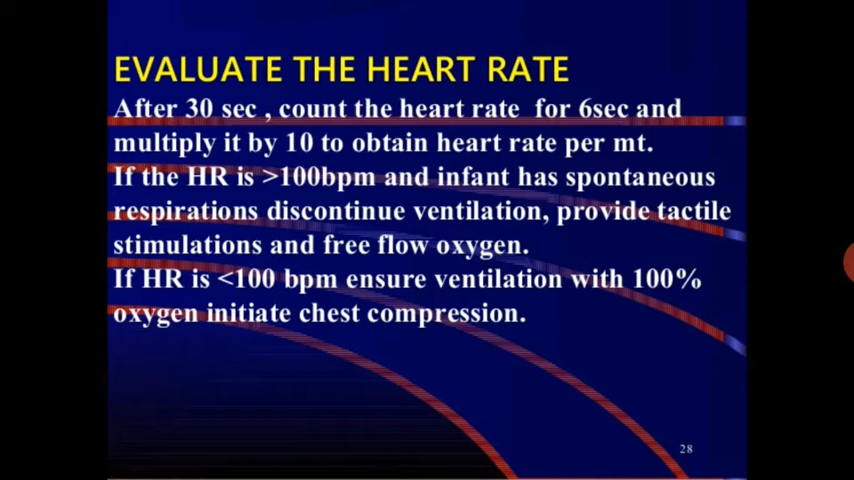 EVALUATE THE HEART RATE
After 30 sec , count the heart rate for 6sec and
multiply it by 10 to obtain heart rate per mt.
If the HR is >100bpm and infant has spontaneous
respirations discontinue ventilation, provide tactile
stimulations and free flow oxygen.
If HR is <100 bpm ensure ventilation with 100%
oxygen initiate chest compression.
28